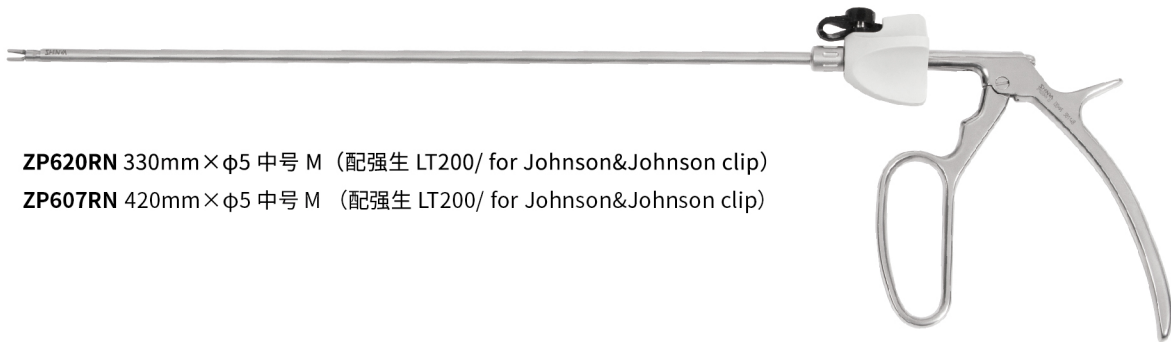 ZP620RN 330mm×φ5 中号 M（配强生 LT200/ for Johnson&Johnson clip）
ZP607RN 420mm×φ5 中号 M （配强生 LT200/ for Johnson&Johnson clip）